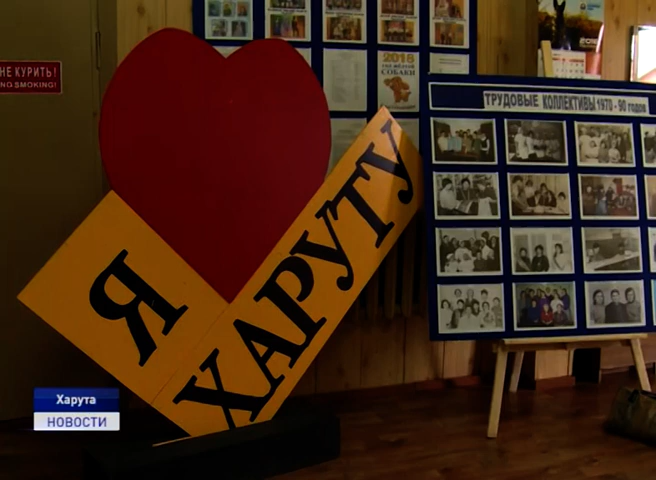 НЕ КУРИТЬ!
NO SMOKING!
2018
СОБАКИ
ТРУДОВЫЕ КОЛЛЕКТИВЫ 1970 - 90 годов
Я
ХАРУТУ
Харута
НОВОСТИ